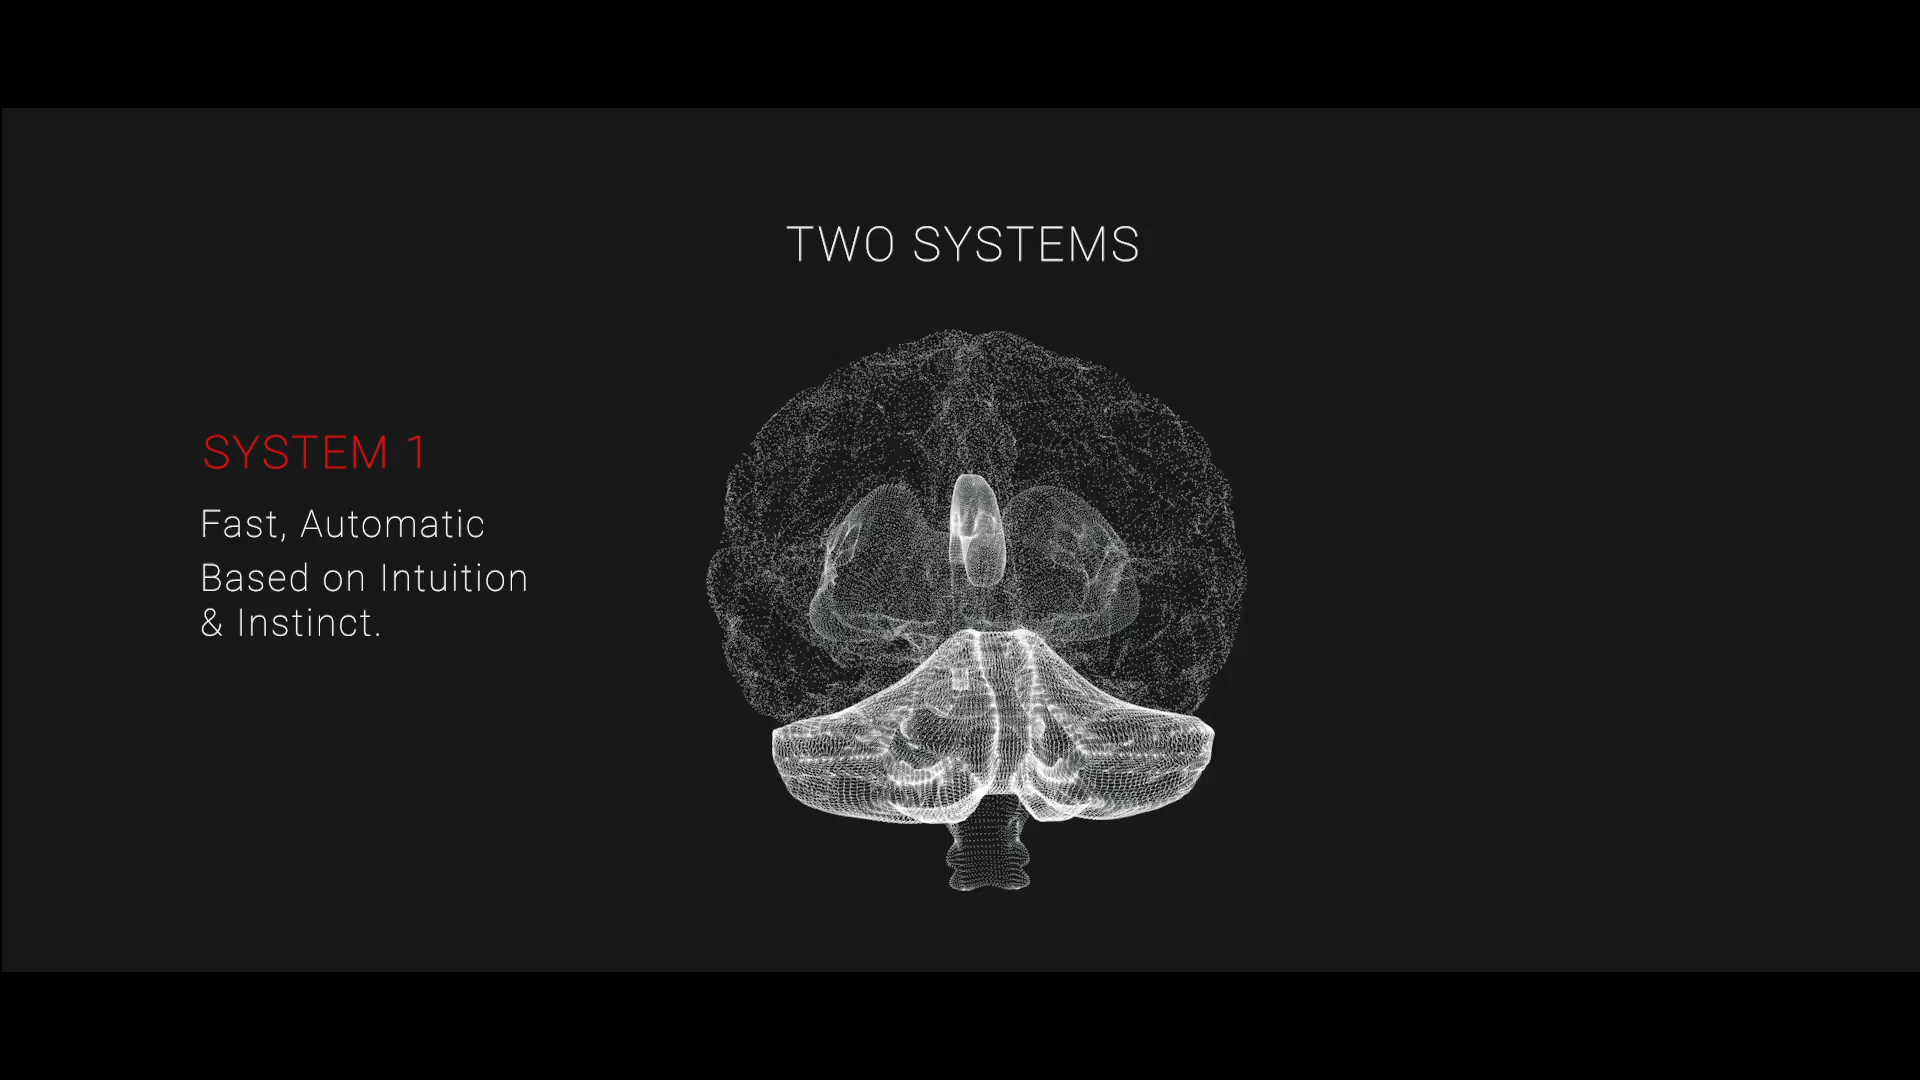 TWO SYSTEMS
SYSTEM 1
Fast, Automatic
Based on Intuition
& Instinct.